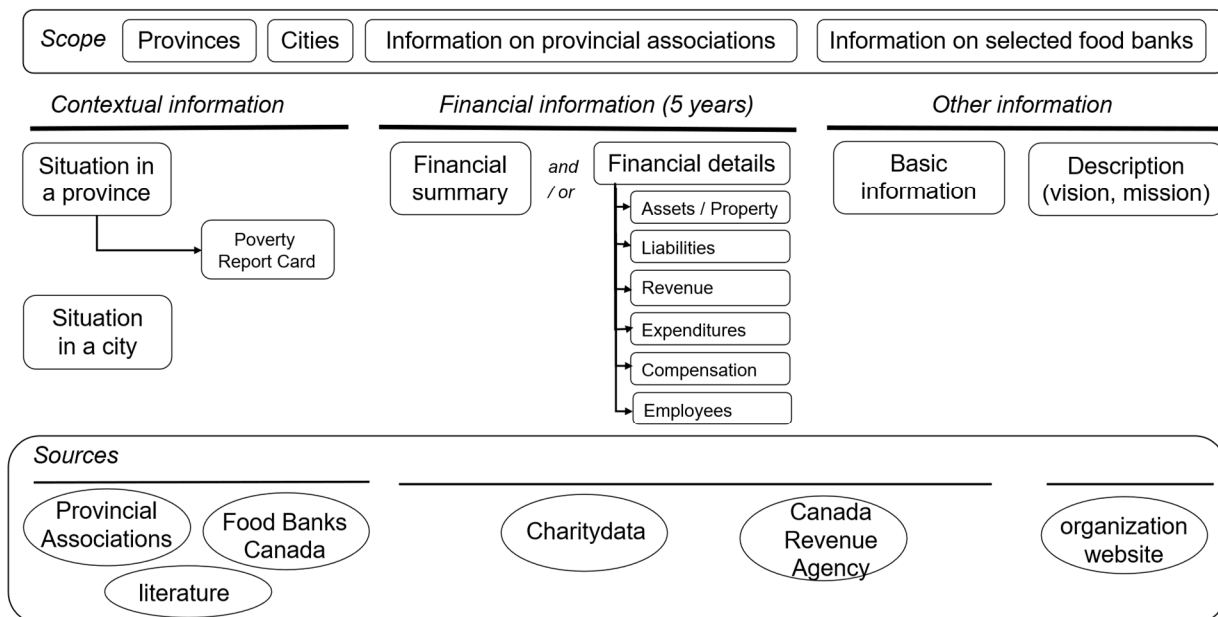 Scope
Provinces
Cities
Information on provincial associations
Information on selected food banks
Contextual information
Situation in
a province
Poverty
Report Card
Situation
in a city
Financial information (5 years)
Financial
summary
and
/ or
Financial details
Assets / Property
Liabilities
Revenue
Expenditures
Compensation
Employees
Other information
Basic
information
Description
(vision, mission)
Sources
Provincial
Associations
Food Banks
Canada
literature
Charitydata
Canada
Revenue
Agency
organization
website